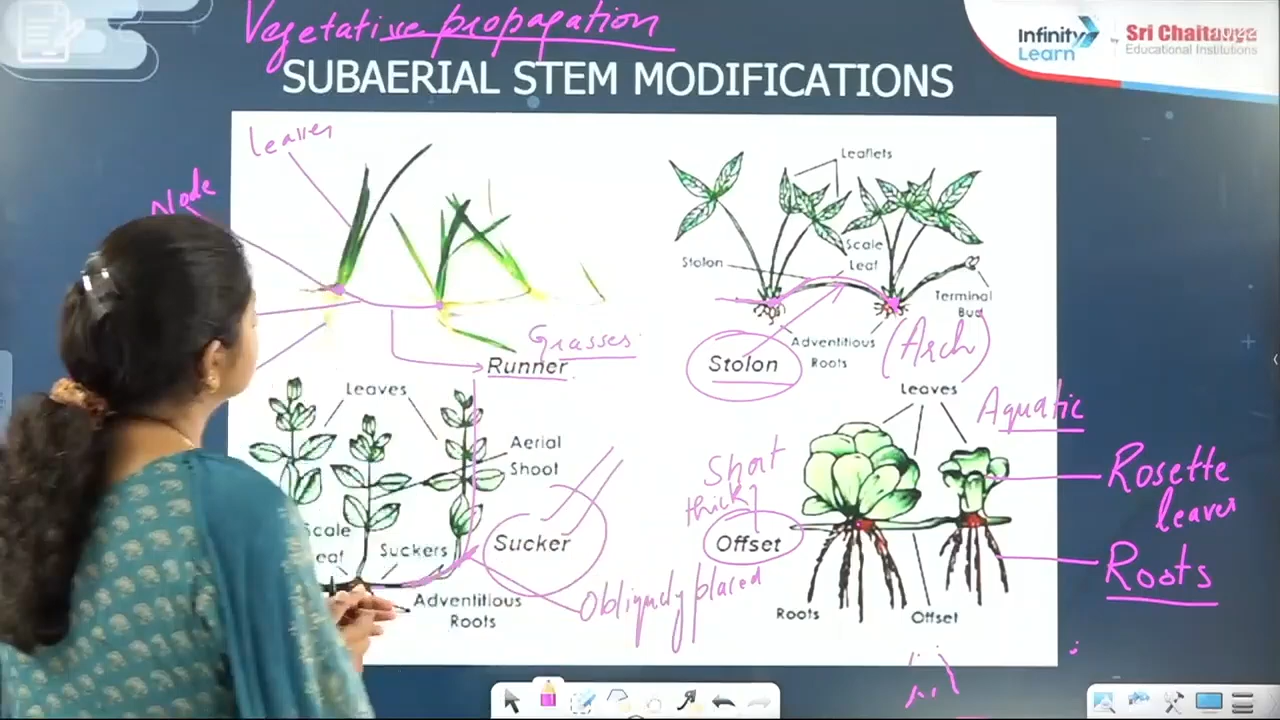 Vegetative propagation
Infinity
Learn
by
Sri Chaitanya
Educational Institutions
SUBAERIAL STEM MODIFICATIONS
Leaves
Node
Leaflets
Stolon
Scale
Leaf
Terminal
Bud
Adventitious
Roots
Grasses
Runner
Stolon
(Arch)
Leaves
Aerial
Shoot
Scale
Leaf
Suckers
Sucker
Adventitious
Roots
Obliquely placed
Leaves
Aquatic
Short
thick
Offset
Rosette
leaves
Roots
Roots
Offset